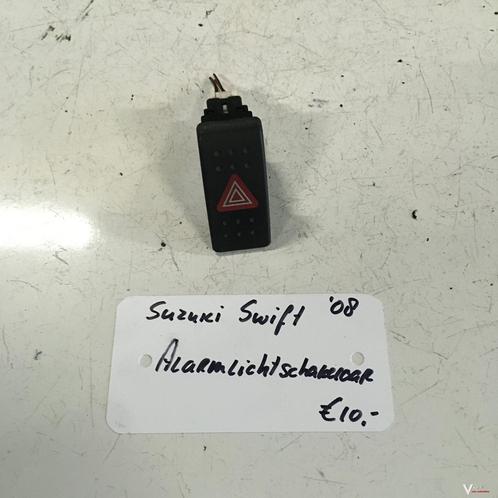 Suzuki Swift '08
Alarmlichtschakelaar
€10,-